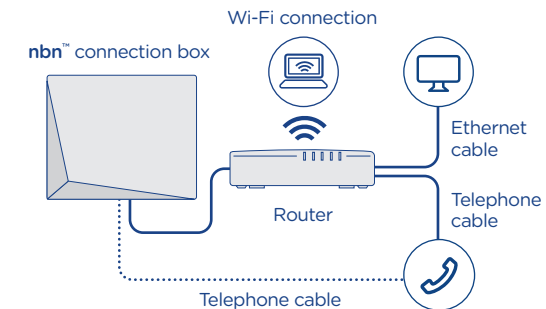 Wi-Fi connection
nbn™ connection box
Ethernet
cable
Telephone
cable
Router
Telephone cable